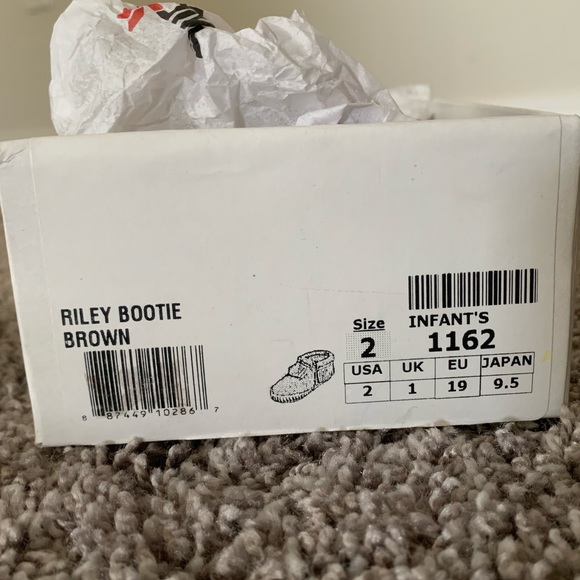 RILEY BOOTIE
BROWN
6 87449 10286 7
Size
2
INFANT'S
1162
USA UK EU JAPAN
2 1 19 9.5